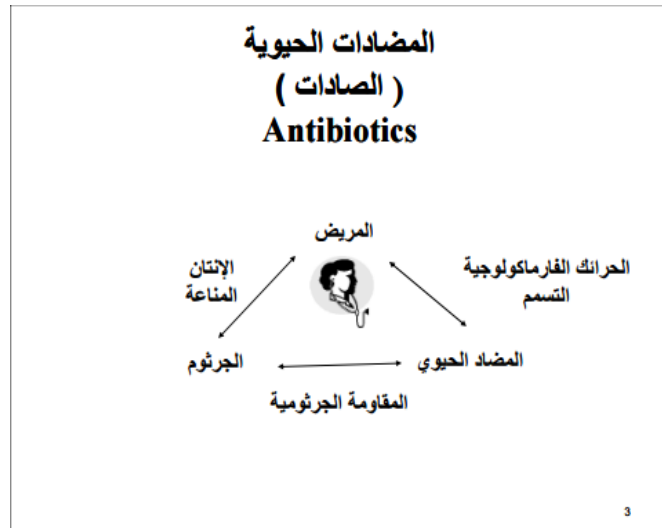 المضادات الحيوية
( الصادات )
Antibiotics
المريض
الحرائك الفارماكولوجية
التسمم
الإنتان
المناعة
المضاد الحيوي
الجرثوم
المقاومة الجرثومية
3